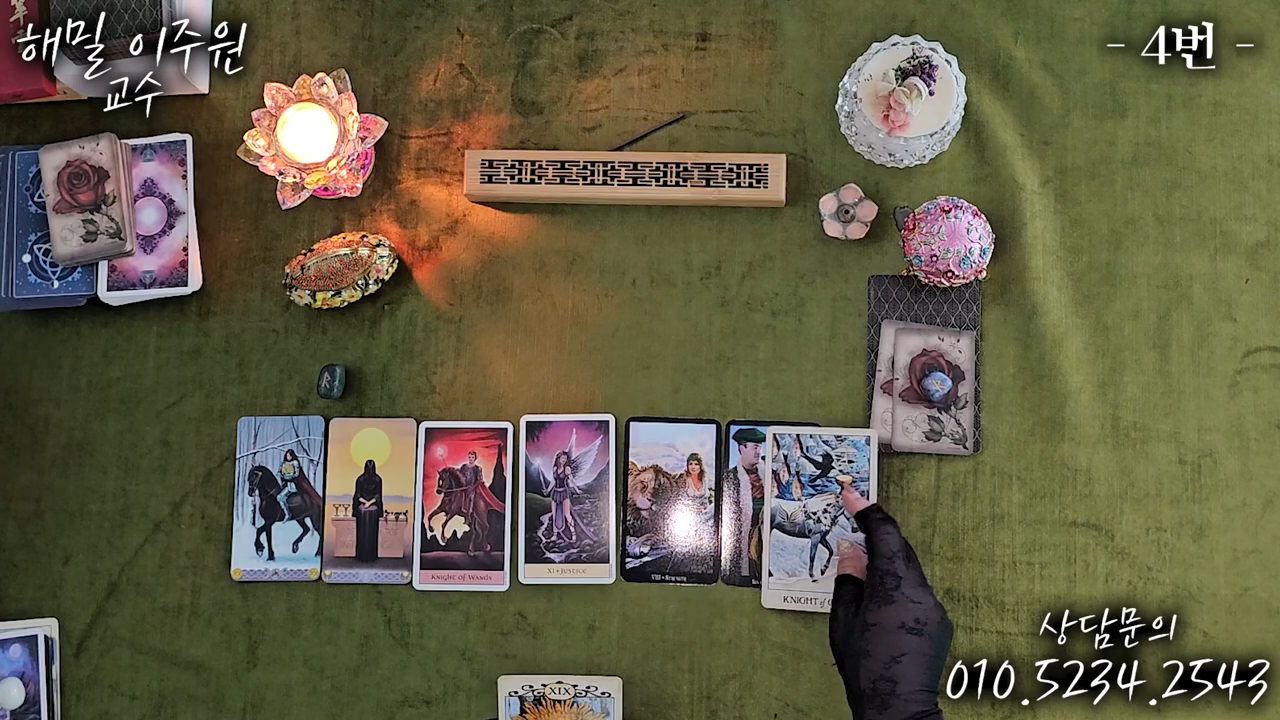 해밀 이주원
교수
- 4번 -
KNIGHT of WANDS
XI • JUSTICE
VIII • STRENGTH
KNIGHT of
XIX
상담문의
010.5234.2543